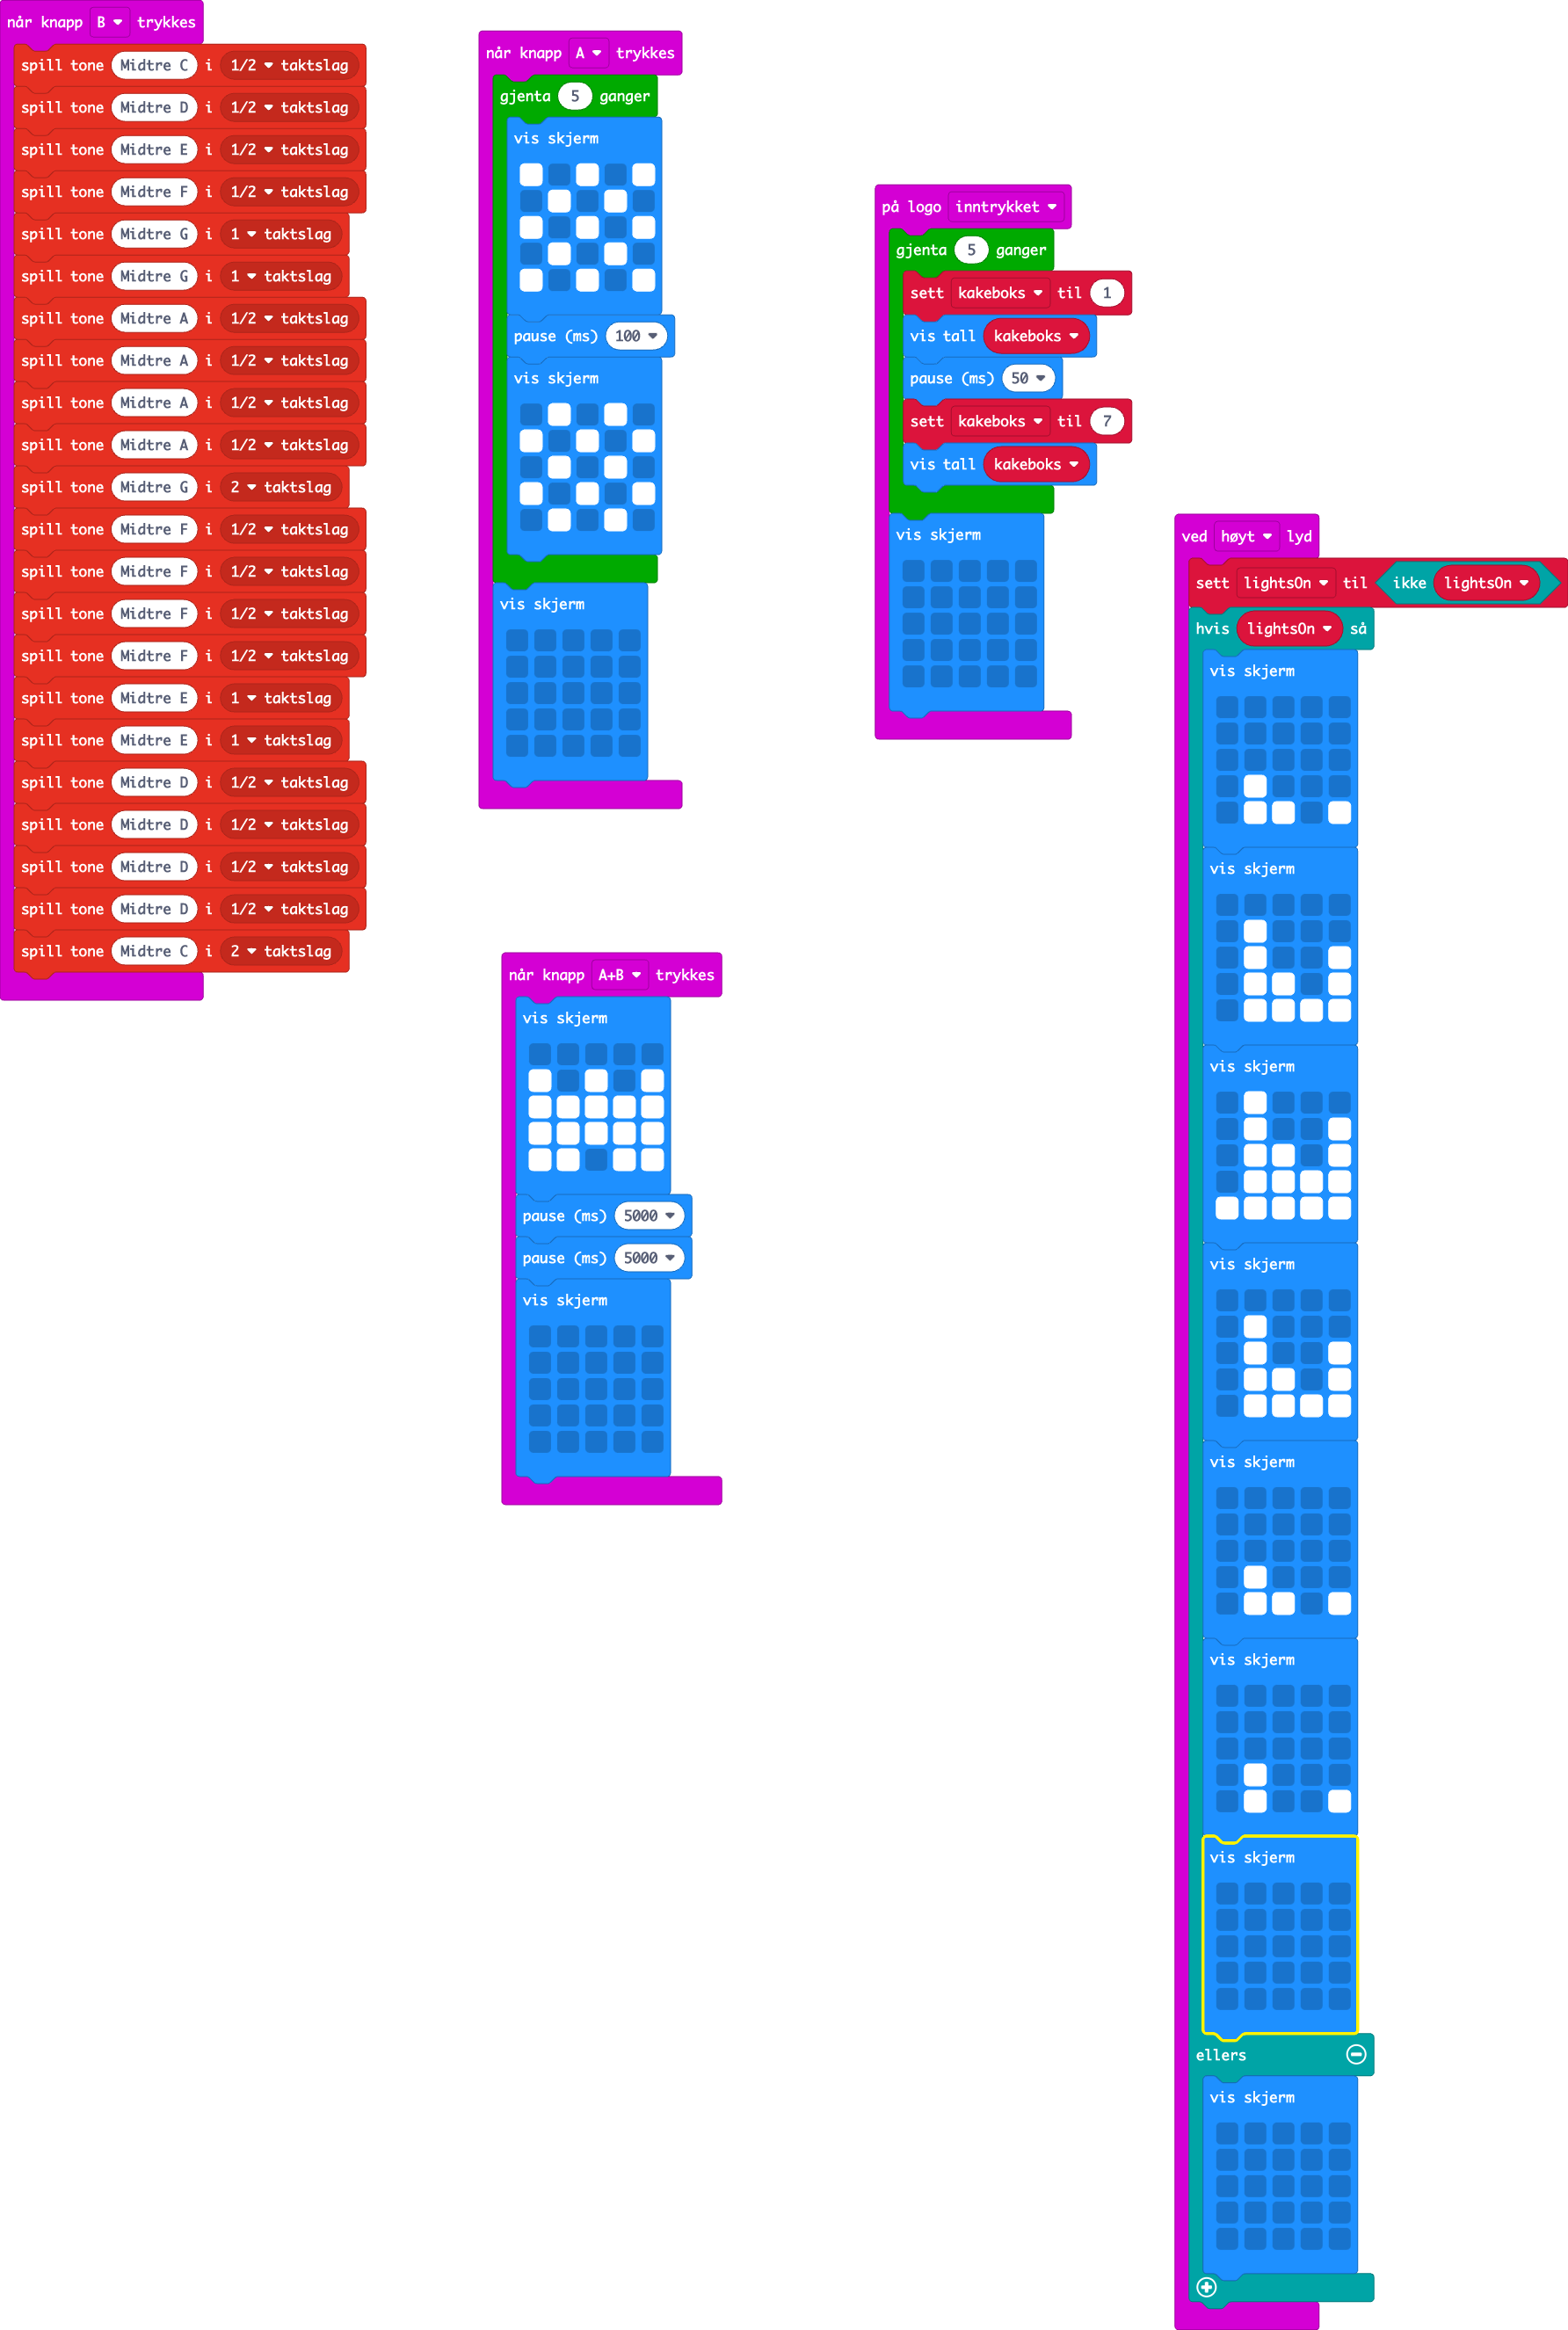 når knapp B trykkes
spill tone Midtre C i 1/2 taktslag
spill tone Midtre D i 1/2 taktslag
spill tone Midtre E i 1/2 taktslag
spill tone Midtre F i 1/2 taktslag
spill tone Midtre G i 1 taktslag
spill tone Midtre G i 1 taktslag
spill tone Midtre A i 1/2 taktslag
spill tone Midtre A i 1/2 taktslag
spill tone Midtre A i 1/2 taktslag
spill tone Midtre A i 1/2 taktslag
spill tone Midtre G i 2 taktslag
spill tone Midtre F i 1/2 taktslag
spill tone Midtre F i 1/2 taktslag
spill tone Midtre F i 1/2 taktslag
spill tone Midtre F i 1/2 taktslag
spill tone Midtre E i 1 taktslag
spill tone Midtre E i 1 taktslag
spill tone Midtre D i 1/2 taktslag
spill tone Midtre D i 1/2 taktslag
spill tone Midtre D i 1/2 taktslag
spill tone Midtre D i 1/2 taktslag
spill tone Midtre C i 2 taktslag
når knapp A trykkes
gjenta 5 ganger
vis skjerm
pause (ms) 100
vis skjerm
vis skjerm
når knapp A+B trykkes
vis skjerm
pause (ms) 5000
pause (ms) 5000
vis skjerm
på logo inntrykket
gjenta 5 ganger
sett kakeboks til 1
vis tall kakeboks
pause (ms) 50
sett kakeboks til 7
vis tall kakeboks
vis skjerm
ved høyt lyd
sett lightsOn til ikke lightsOn
hvis lightsOn så
vis skjerm
vis skjerm
vis skjerm
vis skjerm
vis skjerm
vis skjerm
vis skjerm
ellers
vis skjerm